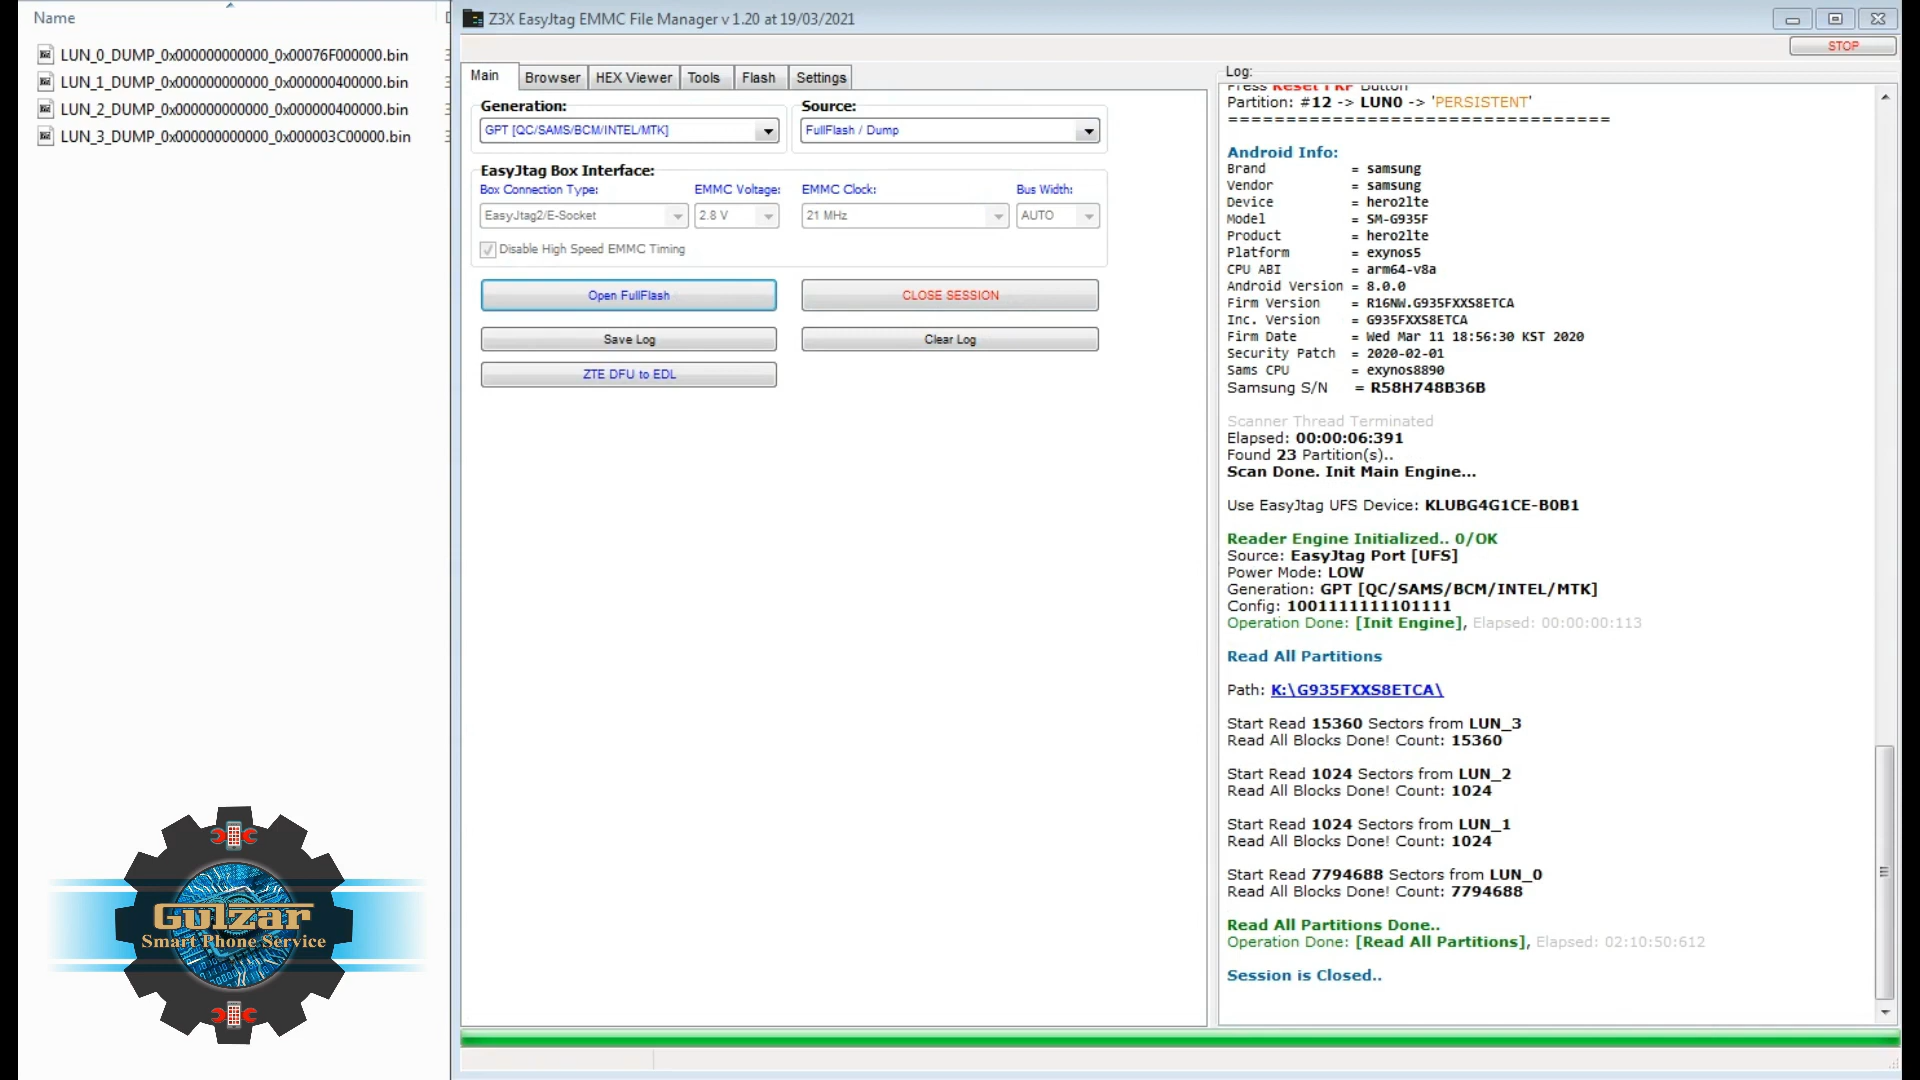 Name
LUN_0_DUMP_0x000000000000_0x00076F000000.bin
LUN_1_DUMP_0x000000000000_0x000000400000.bin
LUN_2_DUMP_0x000000000000_0x000000400000.bin
LUN_3_DUMP_0x000000000000_0x000003C00000.bin
Gulzar
Smart Phone Service
Z3X EasyJtag EMMC File Manager v 1.20 at 19/03/2021
STOP
Main Browser HEX Viewer Tools Flash Settings
Generation: Source:
GPT [QC/SAMS/BCM/INTEL/MTK] FullFlash / Dump
EasyJtag Box Interface:
Box Connection Type: EMMC Voltage: EMMC Clock: Bus Width:
EasyJtag2/E-Socket 2.8 V 21 MHz AUTO
Disable High Speed EMMC Timing
Open FullFlash CLOSE SESSION
Save Log Clear Log
ZTE DFU to EDL
Log:
Press Reset FRP Button
Partition: #12 -> LUN0 -> 'PERSISTENT'
=================================
Android Info:
Brand = samsung
Vendor = samsung
Device = hero2lte
Model = SM-G935F
Product = hero2lte
Platform = exynos5
CPU ABI = arm64-v8a
Android Version = 8.0.0
Firm Version = R16NW.G935FXXS8ETCA
Inc. Version = G935FXXS8ETCA
Firm Date = Wed Mar 11 18:56:30 KST 2020
Security Patch = 2020-02-01
Sams CPU = exynos8890
Samsung S/N = R58H748B36B
Scanner Thread Terminated
Elapsed: 00:00:06:391
Found 23 Partition(s)..
Scan Done. Init Main Engine...
Use EasyJtag UFS Device: KLUBG4G1CE-B0B1
Reader Engine Initialized.. 0/OK
Source: EasyJtag Port [UFS]
Power Mode: LOW
Generation: GPT [QC/SAMS/BCM/INTEL/MTK]
Config: 1001111111101111
Operation Done: [Init Engine], Elapsed: 00:00:00:113
Read All Partitions
Path: K:\G935FXXS8ETCA\
Start Read 15360 Sectors from LUN_3
Read All Blocks Done! Count: 15360
Start Read 1024 Sectors from LUN_2
Read All Blocks Done! Count: 1024
Start Read 1024 Sectors from LUN_1
Read All Blocks Done! Count: 1024
Start Read 7794688 Sectors from LUN_0
Read All Blocks Done! Count: 7794688
Read All Partitions Done..
Operation Done: [Read All Partitions], Elapsed: 02:10:50:612
Session is Closed..